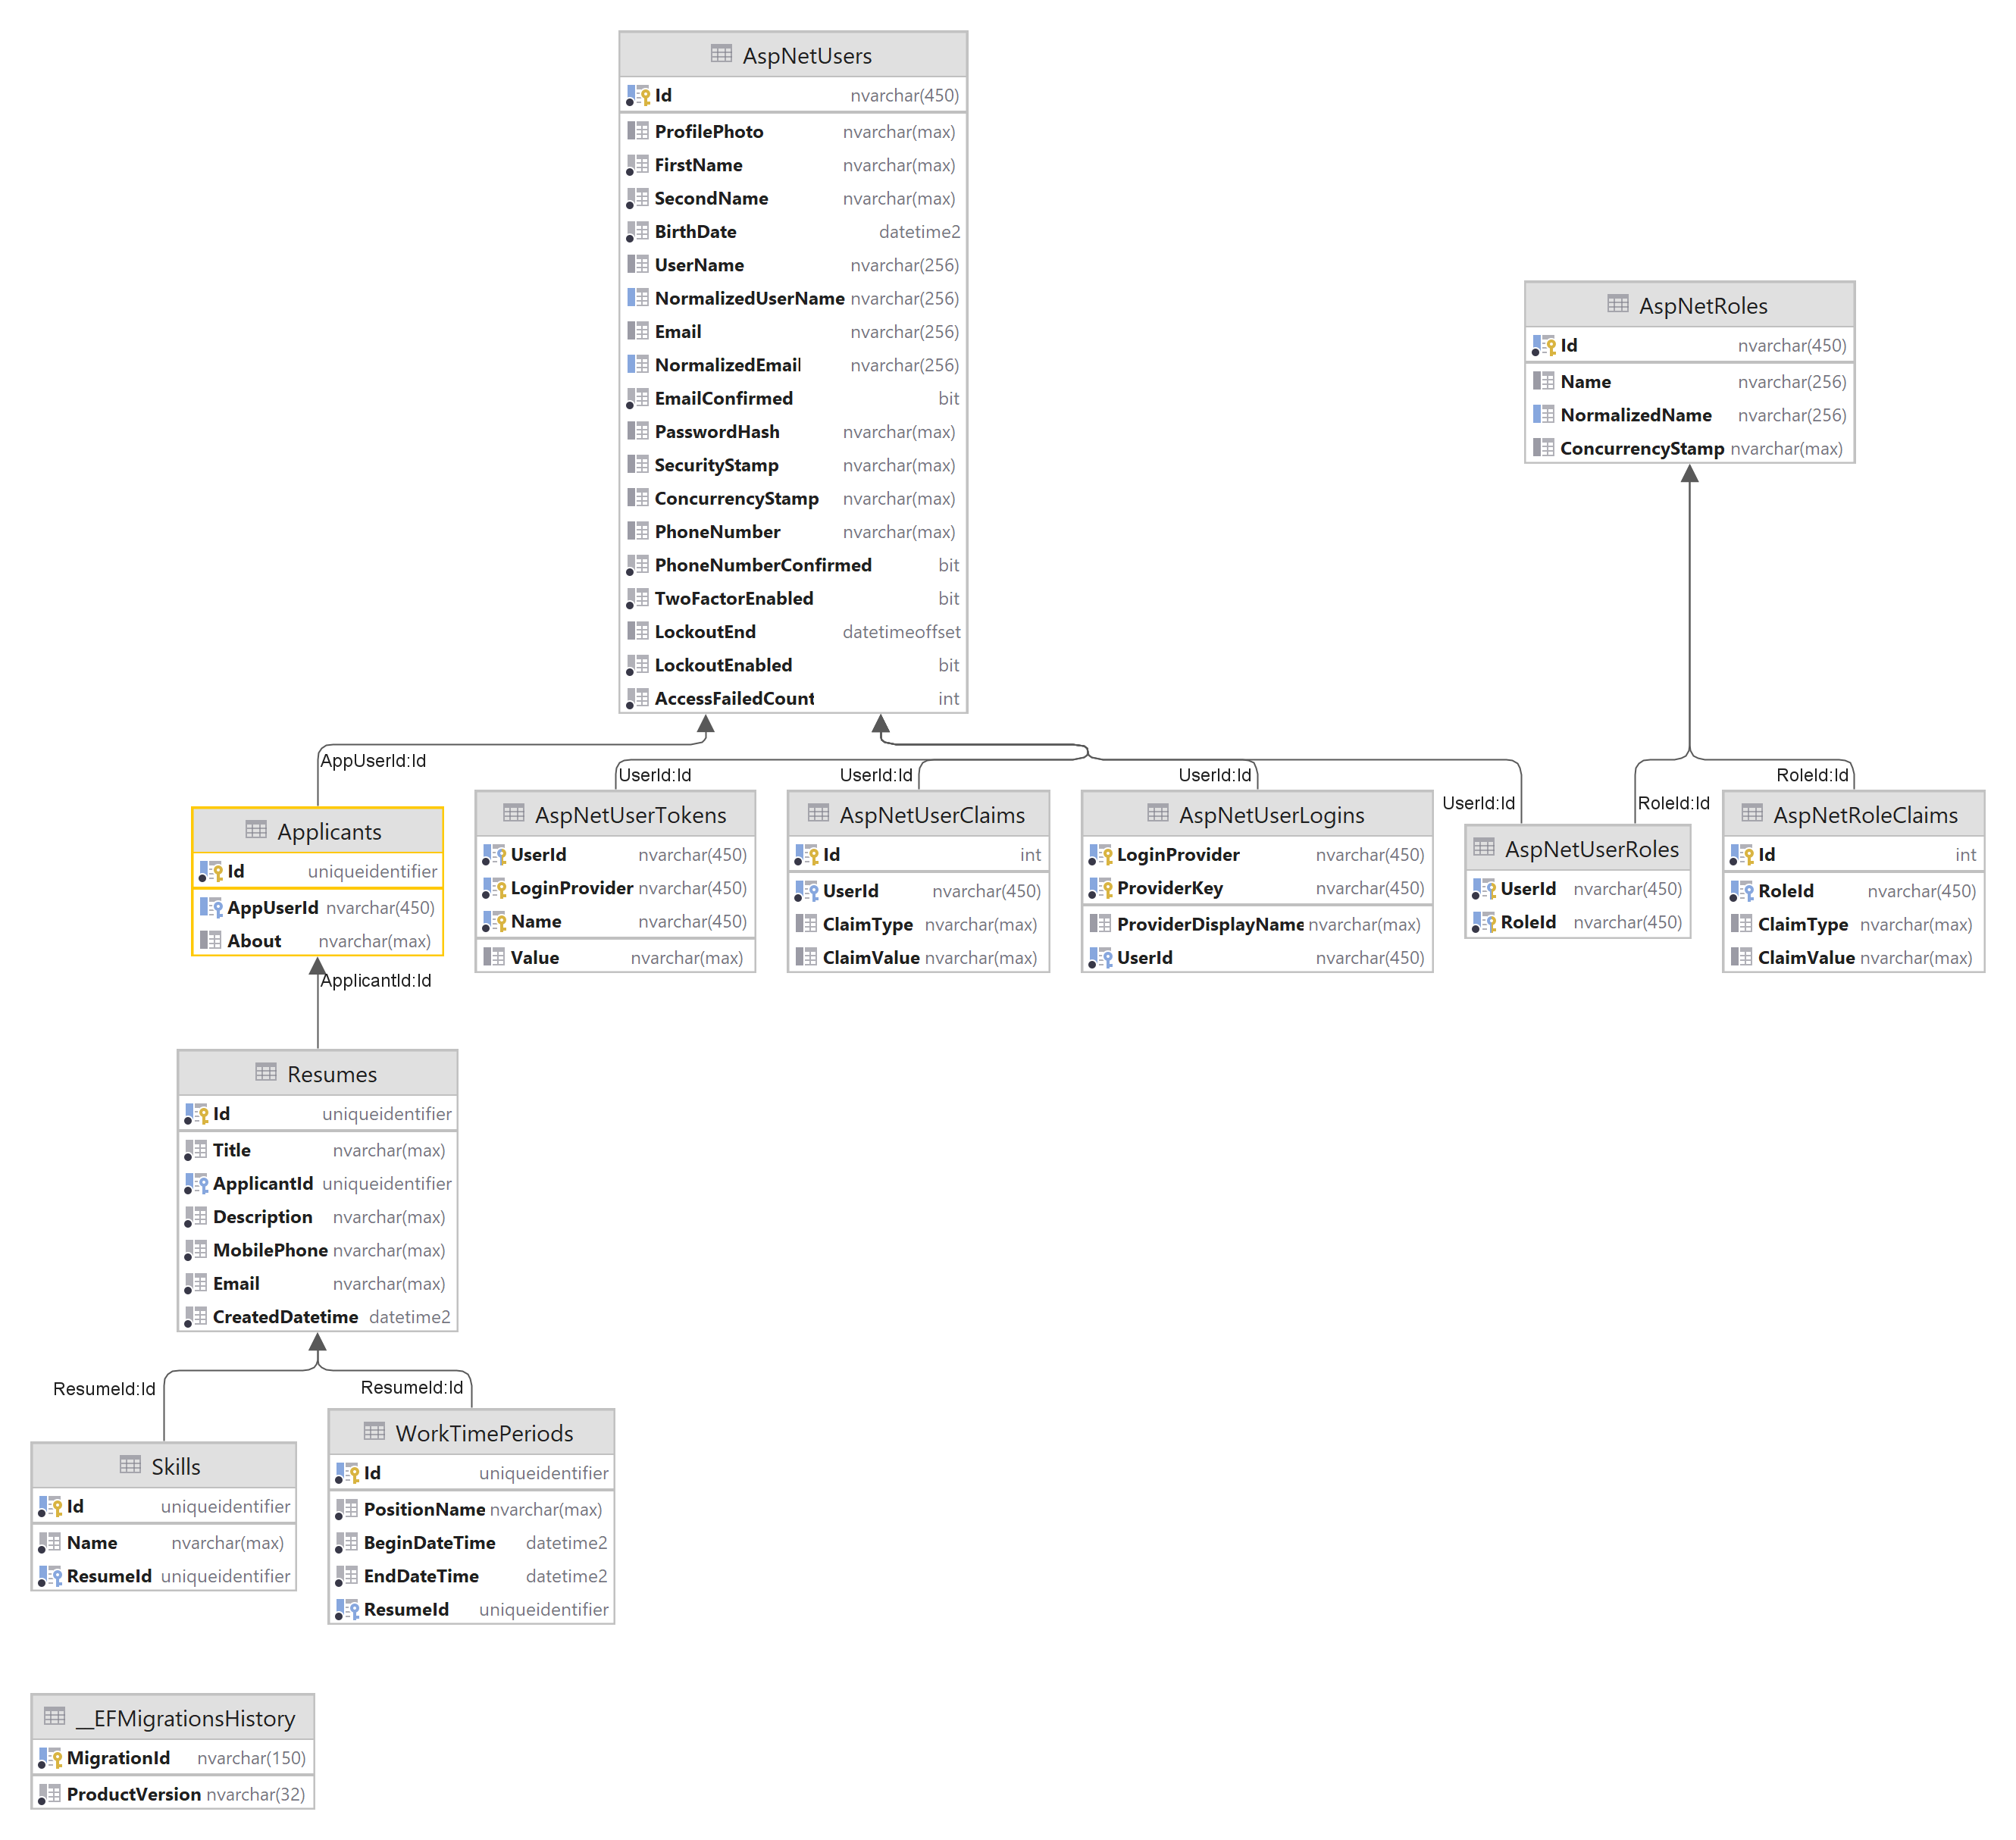 AspNetUsers
Id nvarchar(450)
ProfilePhoto nvarchar(max)
FirstName nvarchar(max)
SecondName nvarchar(max)
BirthDate datetime2
UserName nvarchar(256)
NormalizedUserName nvarchar(256)
Email nvarchar(256)
NormalizedEmail nvarchar(256)
EmailConfirmed bit
PasswordHash nvarchar(max)
SecurityStamp nvarchar(max)
ConcurrencyStamp nvarchar(max)
PhoneNumber nvarchar(max)
PhoneNumberConfirmed bit
TwoFactorEnabled bit
LockoutEnd datetimeoffset
LockoutEnabled bit
AccessFailedCount int
AspNetRoles
Id nvarchar(450)
Name nvarchar(256)
NormalizedName nvarchar(256)
ConcurrencyStamp nvarchar(max)
AppUserId:Id
UserId:Id
UserId:Id
UserId:Id
UserId:Id
RoleId:Id
RoleId:Id
Applicants
Id uniqueidentifier
AppUserId nvarchar(450)
About nvarchar(max)
AspNetUserTokens
UserId nvarchar(450)
LoginProvider nvarchar(450)
Name nvarchar(450)
Value nvarchar(max)
AspNetUserClaims
Id int
UserId nvarchar(450)
ClaimType nvarchar(max)
ClaimValue nvarchar(max)
AspNetUserLogins
LoginProvider nvarchar(450)
ProviderKey nvarchar(450)
ProviderDisplayName nvarchar(max)
UserId nvarchar(450)
AspNetUserRoles
UserId nvarchar(450)
RoleId nvarchar(450)
AspNetRoleClaims
Id int
RoleId nvarchar(450)
ClaimType nvarchar(max)
ClaimValue nvarchar(max)
ApplicantId:Id
Resumes
Id uniqueidentifier
Title nvarchar(max)
ApplicantId uniqueidentifier
Description nvarchar(max)
MobilePhone nvarchar(max)
Email nvarchar(max)
CreatedDatetime datetime2
ResumeId:Id
ResumeId:Id
Skills
Id uniqueidentifier
Name nvarchar(max)
ResumeId uniqueidentifier
WorkTimePeriods
Id uniqueidentifier
PositionName nvarchar(max)
BeginDateTime datetime2
EndDateTime datetime2
ResumeId uniqueidentifier
__EFMigrationsHistory
MigrationId nvarchar(150)
ProductVersion nvarchar(32)